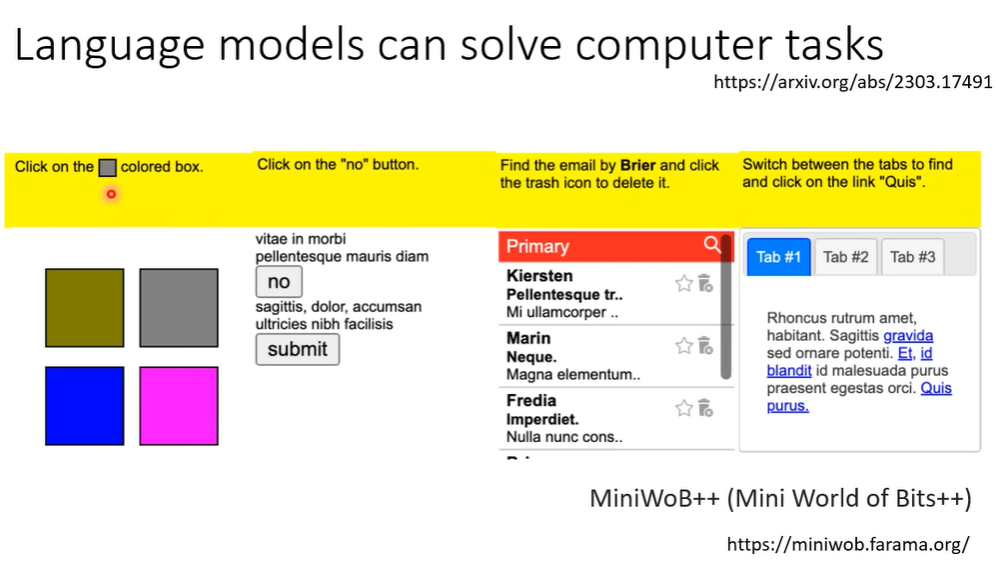 Language models can solve computer tasks
https://arxiv.org/abs/2303.17491
Click on the colored box.
Click on the "no" button.
vitae in morbi
pellentesque mauris diam
no
sagittis, dolor, accumsan
ultricies nibh facilisis
submit
Find the email by Brier and click
the trash icon to delete it.
Primary
Kiersten
Pellentesque tr..
Mi ullamcorper ..
Marin
Neque.
Magna elementum..
Fredia
Imperdiet.
Nulla nunc cons..
Switch between the tabs to find
and click on the link "Quis".
Tab #1 Tab #2 Tab #3
Rhoncus rutrum amet,
habitant. Sagittis gravida
sed ornare potenti. Et, id
blandit id malesuada purus
praesent egestas orci. Quis
purus.
MiniWoB++ (Mini World of Bits++)
https://miniwob.farama.org/